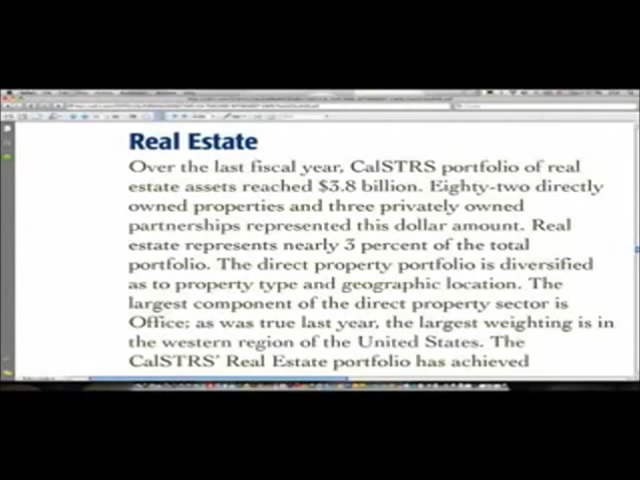 Real Estate
Over the last fiscal year, CalSTRS portfolio of real
estate assets reached $3.8 billion. Eighty-two directly
owned properties and three privately owned
partnerships represented this dollar amount. Real
estate represents nearly 3 percent of the total
portfolio. The direct property portfolio is diversified
as to property type and geographic location. The
largest component of the direct property sector is
Office; as was true last year, the largest weighting is in
the western region of the United States. The
CalSTRS' Real Estate portfolio has achieved